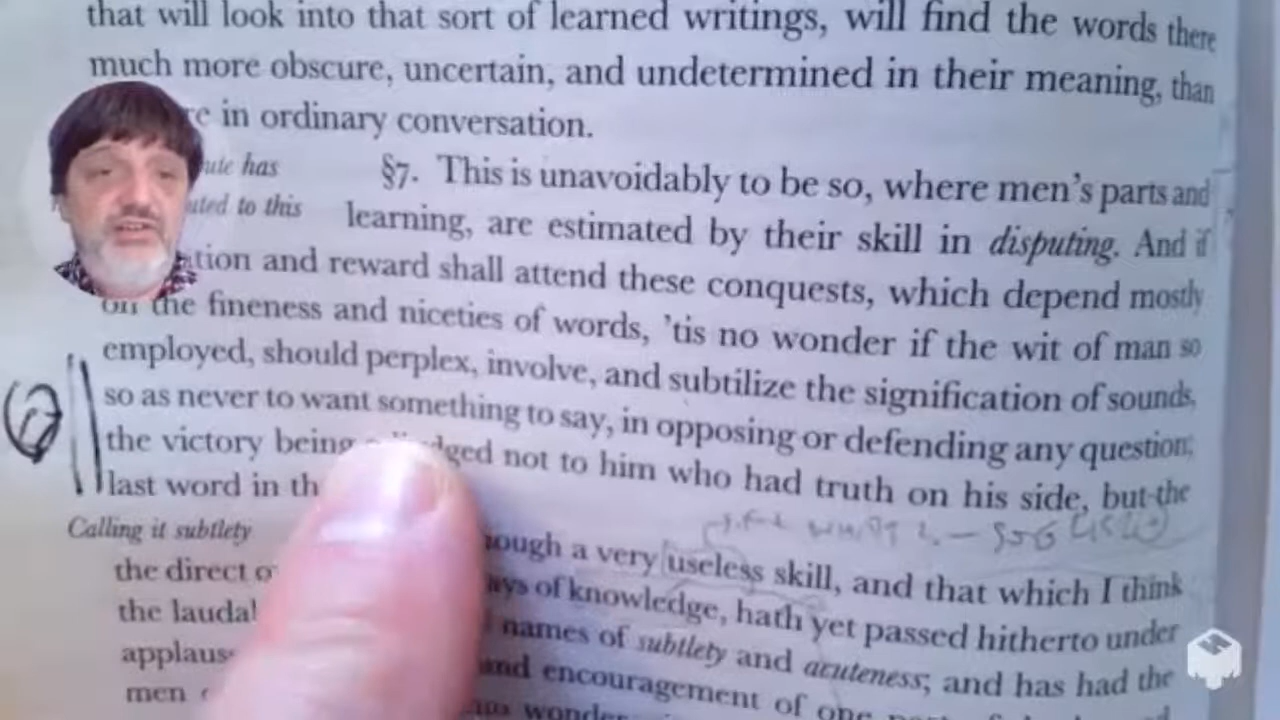 that will look into that sort of learned writings, will find the words there
much more obscure, uncertain, and undetermined in their meaning, than
in ordinary conversation.
has
§7. This is unavoidably to be so, where men's parts and
to this
learning, are estimated by their skill in disputing. And if
and reward shall attend these conquests, which depend mostly
on the fineness and niceties of words, 'tis no wonder if the wit of man so
employed, should perplex, involve, and subtilize the signification of sounds,
so as never to want something to say, in opposing or defending any question;
the victory being not to him who had truth on his side, but the
last word in
Calling it subtlety
a very useless skill, and that which I think
the direct
of knowledge, hath yet passed hitherto under
the
names of subtlety and acuteness; and has had the
and encouragement of one
men